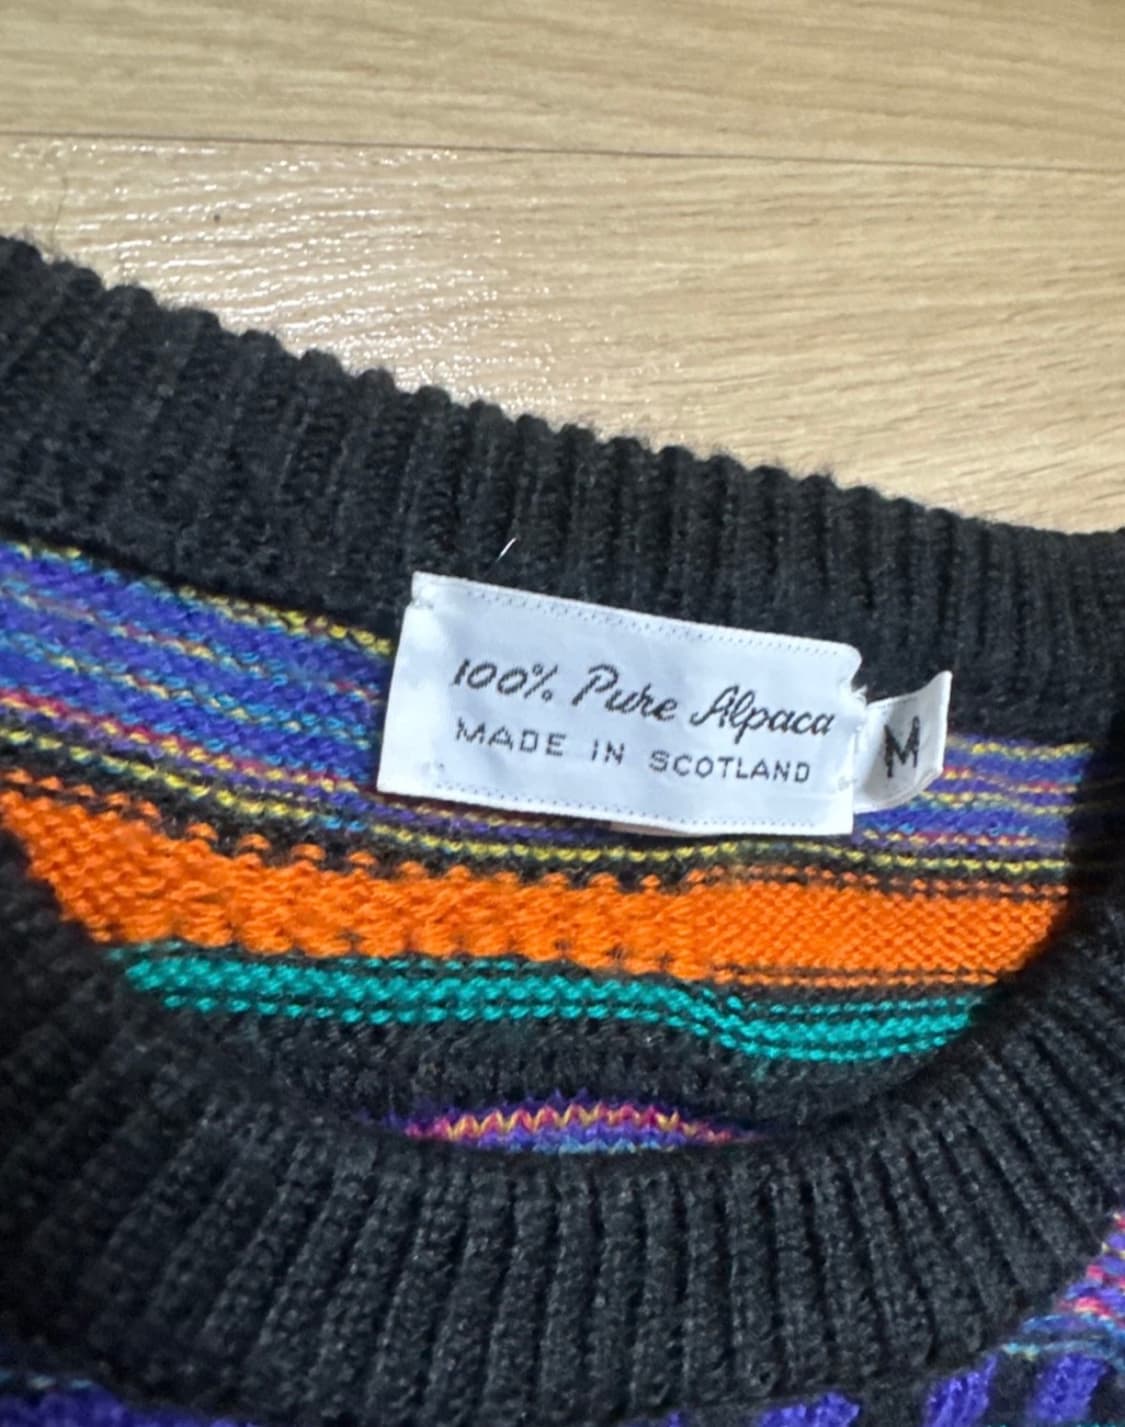 100% Pure Alpaca
MADE IN SCOTLAND
M